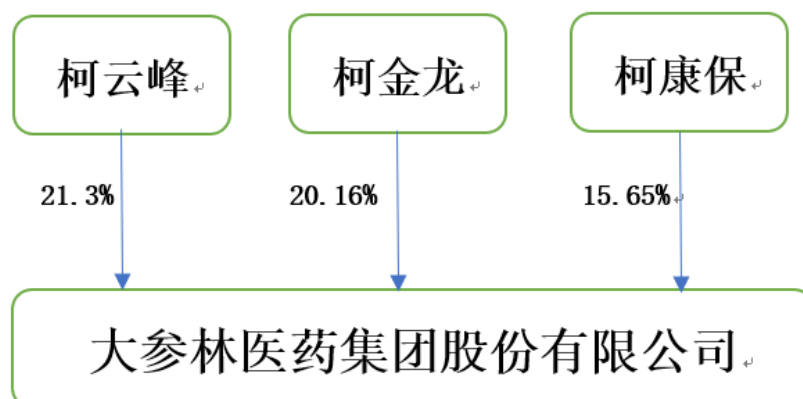 柯云峰
柯金龙
柯康保
21.3%
20.16%
15.65%
大参林医药集团股份有限公司